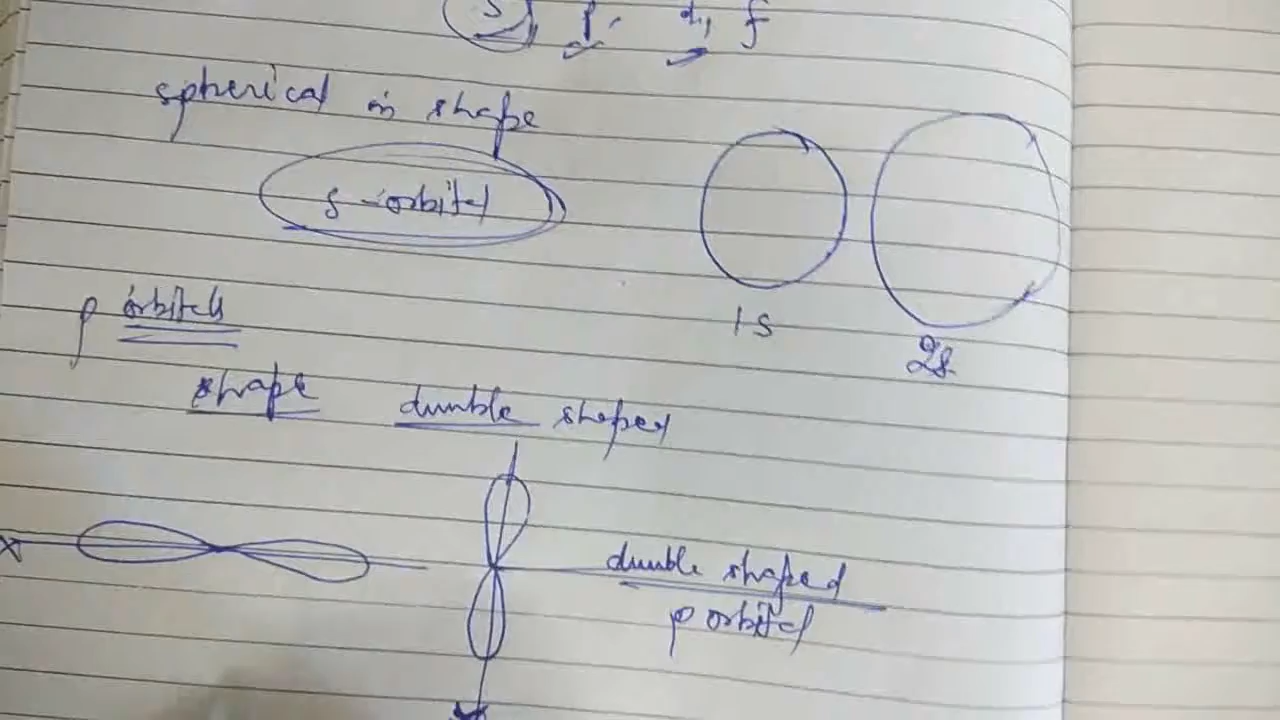 s, p, d, f
spherical in shape
s-orbital
1s
2s
p orbitals
shape dumble shaped
x
dumble shaped
p orbital